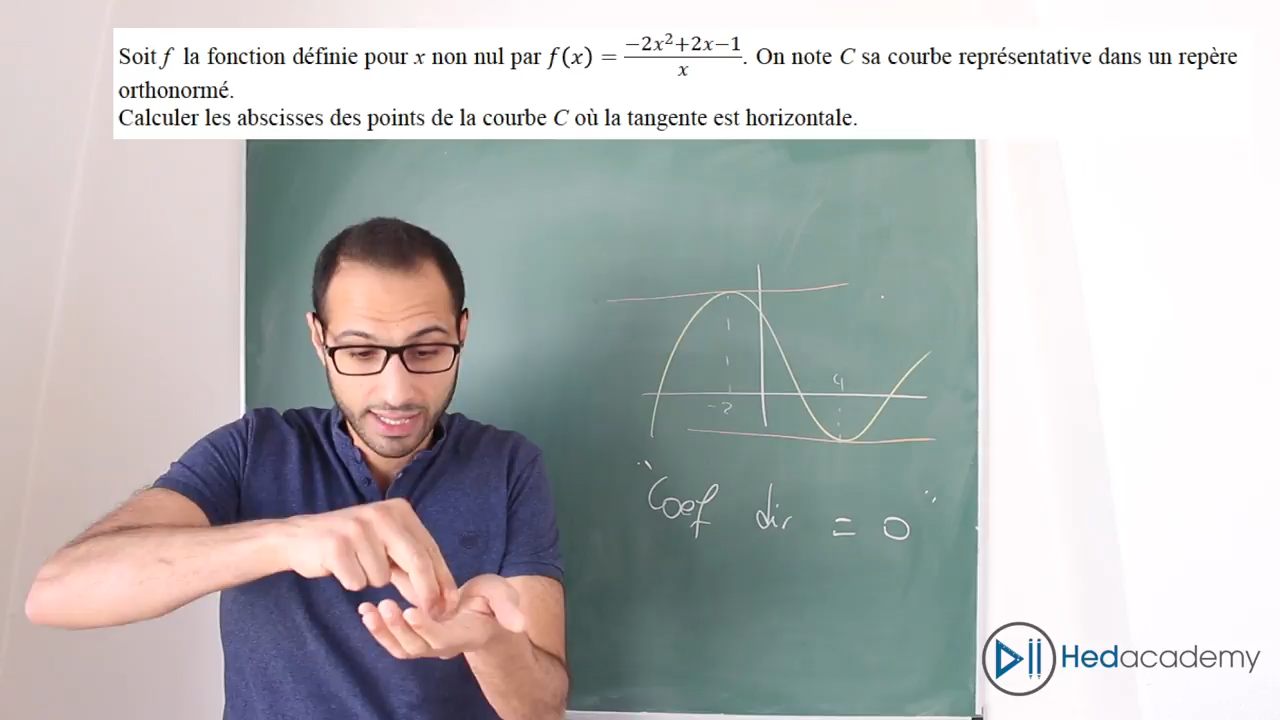 Soit f la fonction définie pour x non nul par f(x) = (−2x²+2x−1)/x. On note C sa courbe représentative dans un repère
orthonormé.
Calculer les abscisses des points de la courbe C où la tangente est horizontale.
4
-2
"Coef dir = 0"
Hedacademy